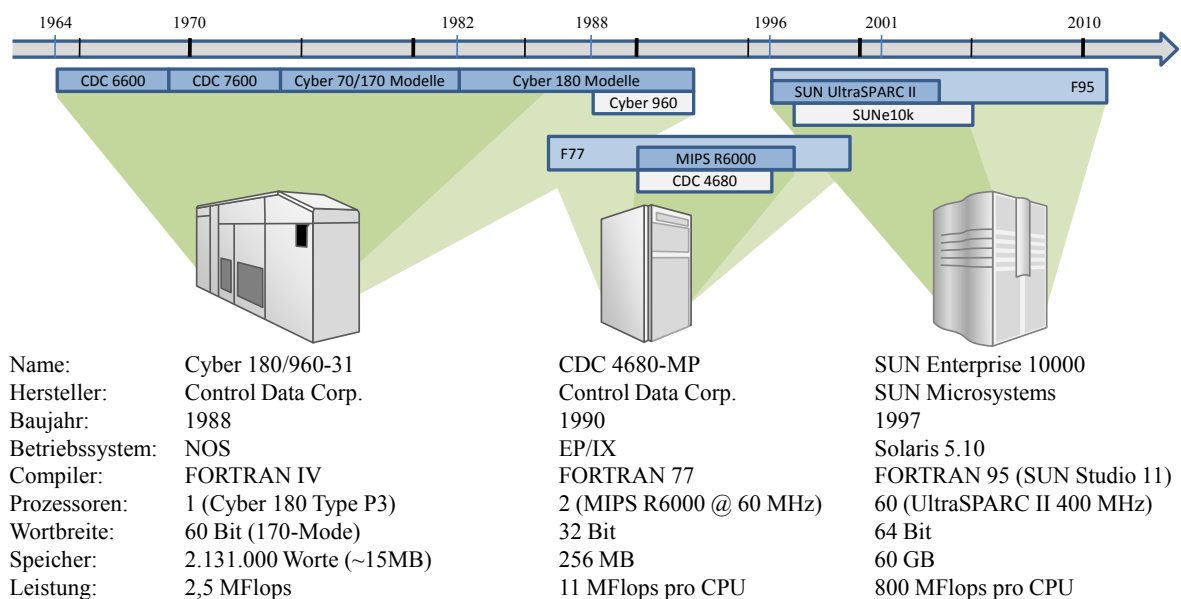 1964 1970 1982 1988 1996 2001 2010
CDC 6600 CDC 7600 Cyber 70/170 Modelle Cyber 180 Modelle
Cyber 960
SUN UltraSPARC II F95
SUNe10k
F77 MIPS R6000
CDC 4680
Name: Cyber 180/960-31 CDC 4680-MP SUN Enterprise 10000
Hersteller: Control Data Corp. Control Data Corp. SUN Microsystems
Baujahr: 1988 1990 1997
Betriebssystem: NOS EP/IX Solaris 5.10
Compiler: FORTRAN IV FORTRAN 77 FORTRAN 95 (SUN Studio 11)
Prozessoren: 1 (Cyber 180 Type P3) 2 (MIPS R6000 @ 60 MHz) 60 (UltraSPARC II 400 MHz)
Wortbreite: 60 Bit (170-Mode) 32 Bit 64 Bit
Speicher: 2.131.000 Worte (~15MB) 256 MB 60 GB
Leistung: 2,5 MFlops 11 MFlops pro CPU 800 MFlops pro CPU